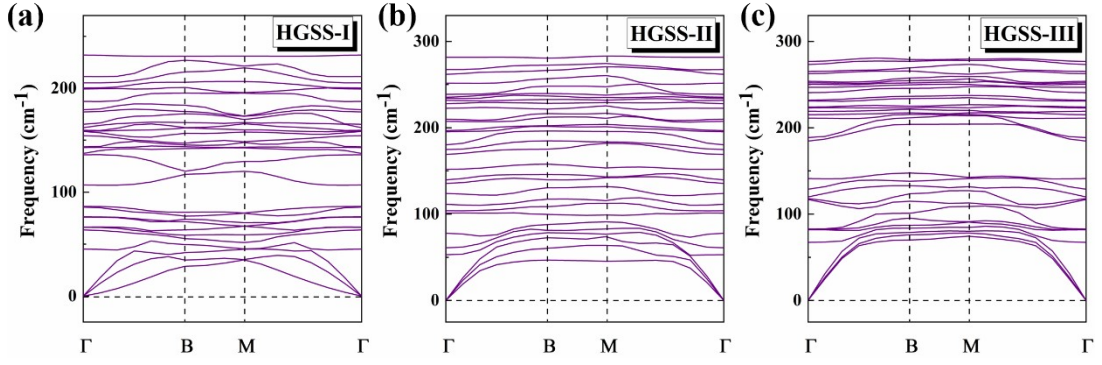 (a)
HGSS-I
Frequency (cm⁻¹)
200
100
0
Γ B M Γ
(b)
HGSS-II
Frequency (cm⁻¹)
300
200
100
0
Γ B M Γ
(c)
HGSS-III
Frequency (cm⁻¹)
300
200
100
0
Γ B M Γ